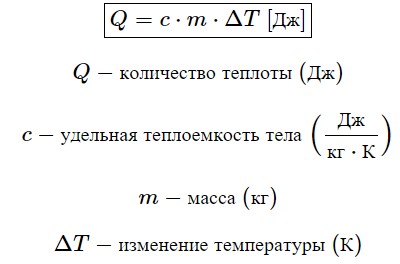 Q = c · m · ΔT [Дж]
Q − количество теплоты (Дж)
c − удельная теплоемкость тела (Дж / кг · К)
m − масса (кг)
ΔT − изменение температуры (К)